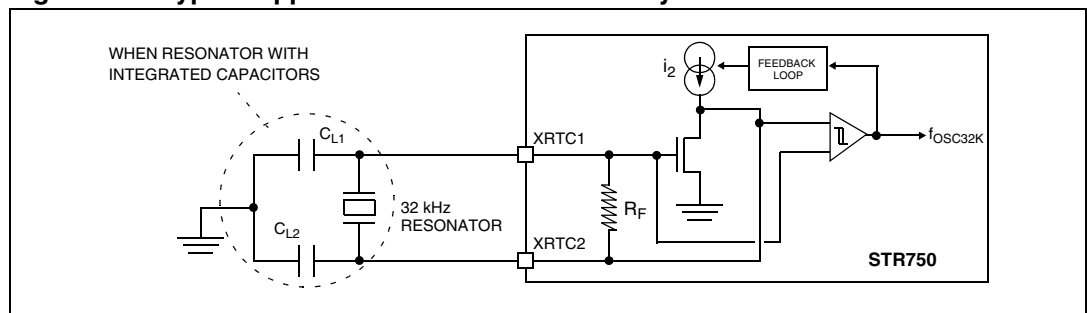 WHEN RESONATOR WITH
INTEGRATED CAPACITORS
CL1
CL2
32 kHz
RESONATOR
XRTC1
XRTC2
RF
i2
FEEDBACK
LOOP
fOSC32K
STR750